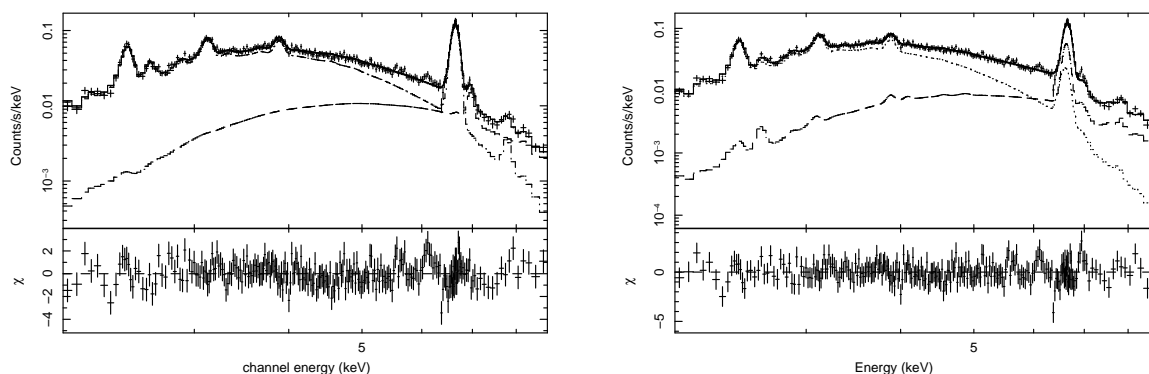 0.1
0.01
10⁻³
Counts/s/keV
2
0
−2
−4
χ
5
channel energy (keV)
0.1
0.01
10⁻³
10⁻⁴
Counts/s/keV
0
−5
χ
5
Energy (keV)